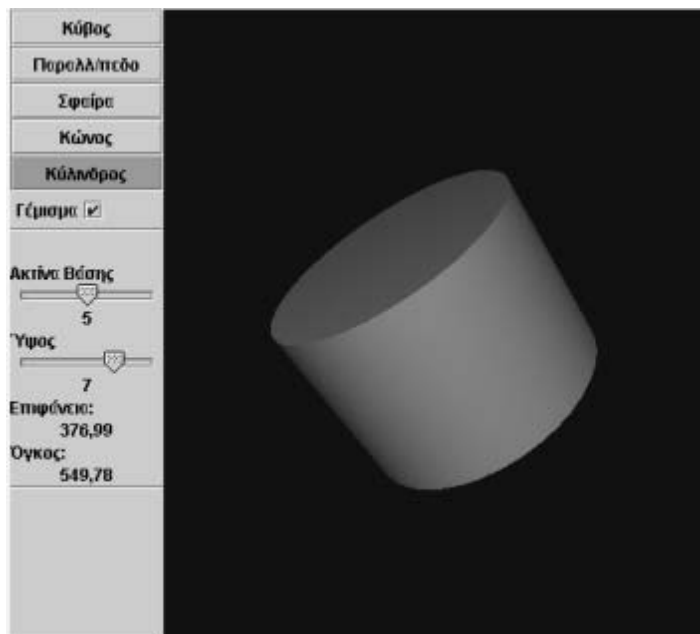 Κύβος
Παραλλ/πεδο
Σφαίρα
Κώνος
Κύλινδρος
Γέμισμα
Ακτίνα Βάσης
5
Ύψος
7
Επιφάνεια:
376,99
Όγκος:
549,78